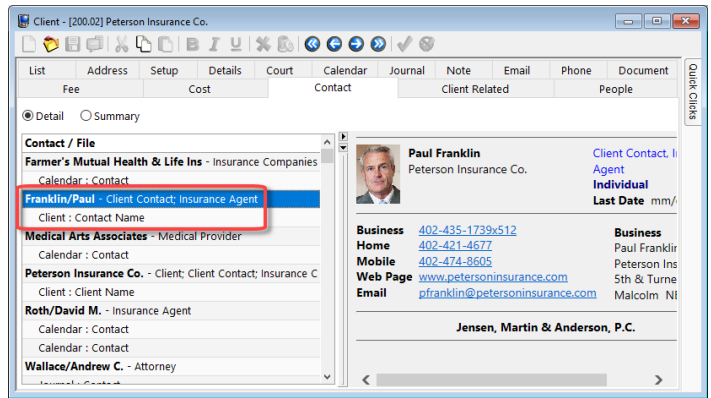 Client - [200.02] Peterson Insurance Co.
B I U
List Address Setup Details Court Calendar Journal Note Email Phone Document
Fee Cost Contact Client Related People
Quick Clicks
Detail Summary
Contact / File
Farmer's Mutual Health & Life Ins - Insurance Companies
Calendar : Contact
Franklin/Paul - Client Contact; Insurance Agent
Client : Contact Name
Medical Arts Associates - Medical Provider
Calendar : Contact
Peterson Insurance Co. - Client; Client Contact; Insurance C
Client : Client Name
Roth/David M. - Insurance Agent
Calendar : Contact
Calendar : Contact
Wallace/Andrew C. - Attorney
Paul Franklin
Peterson Insurance Co.
Client Contact, I
Agent
Individual
Last Date mm/
Business 402-435-1739x512
Home 402-421-4677
Mobile 402-474-8605
Web Page www.petersoninsurance.com
Email pfranklin@petersoninsurance.com
Business
Paul Franklin
Peterson Ins
5th & Turne
Malcolm NE
Jensen, Martin & Anderson, P.C.